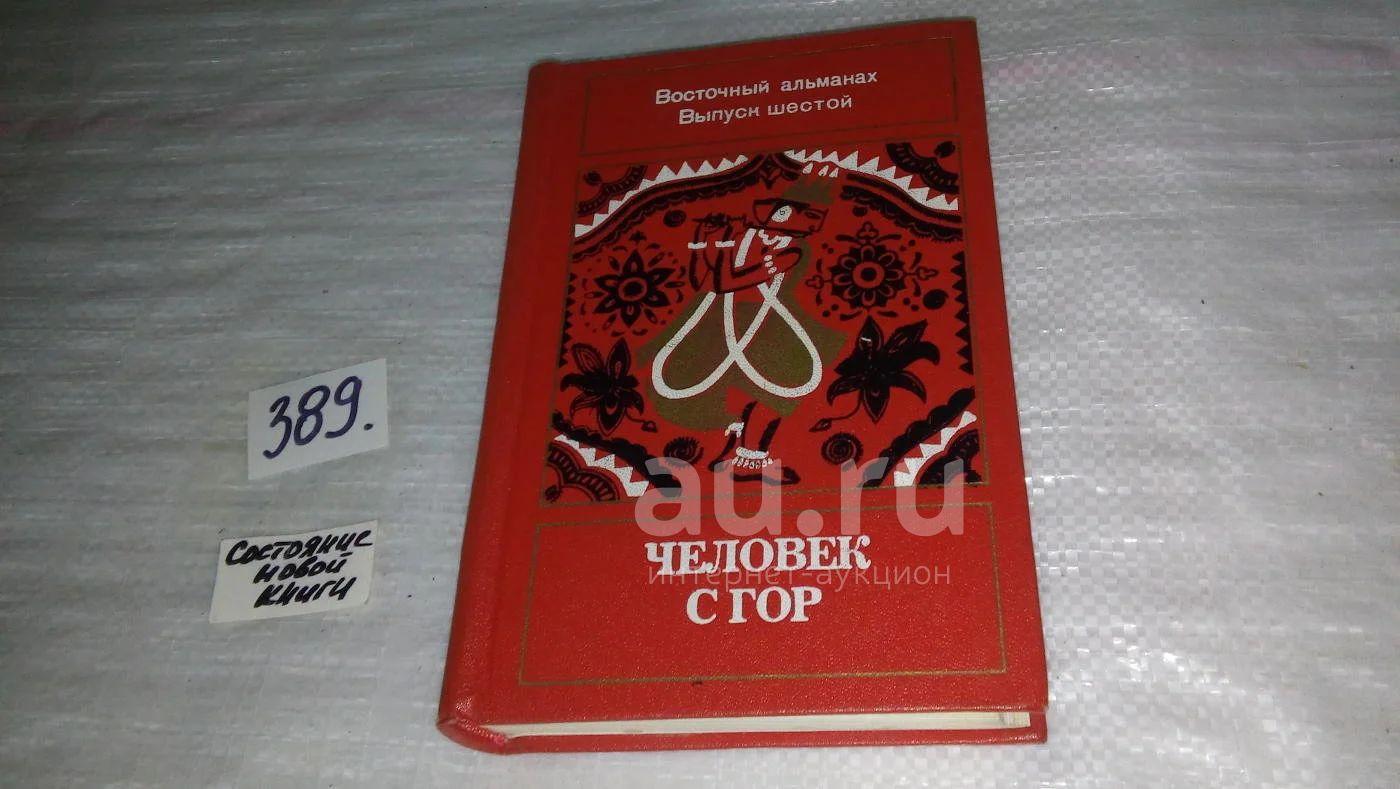 Восточный альманах
Выпуск шестой
389.
Состояние
новой
книги
au.ru
интернет-аукцион
ЧЕЛОВЕК
С ГОР